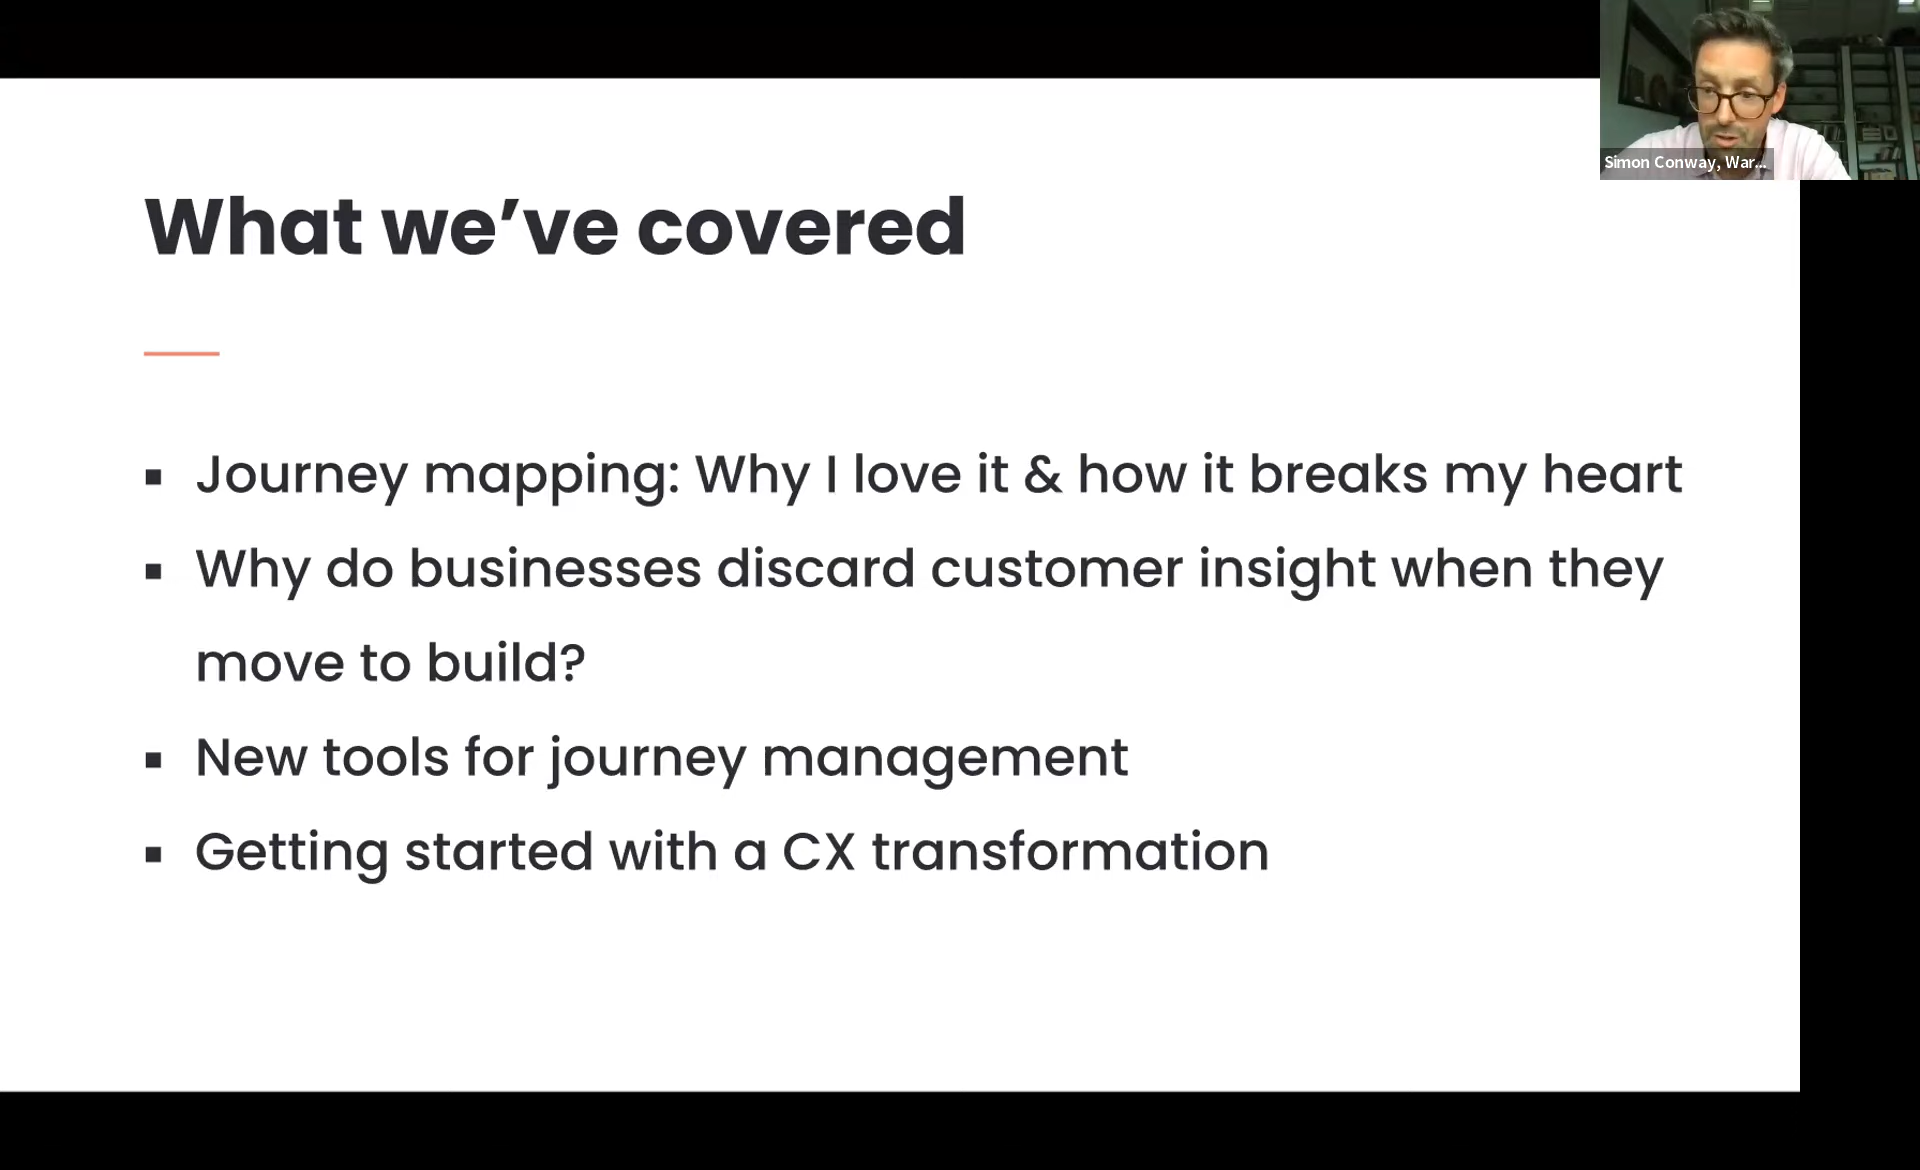 Simon Conway, War...
What we’ve covered
▪ Journey mapping: Why I love it & how it breaks my heart
▪ Why do businesses discard customer insight when they
move to build?
▪ New tools for journey management
▪ Getting started with a CX transformation